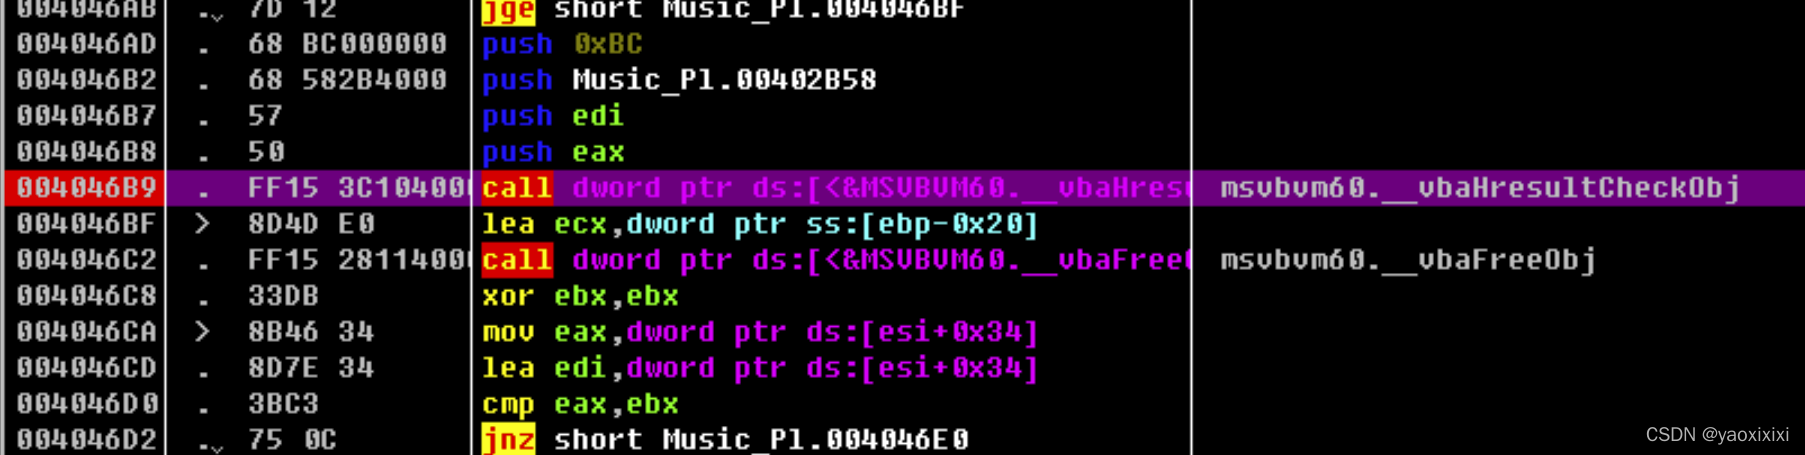 004046AB . 7D 12 jge short Music_Pl.004046BF
004046AD . 68 BC000000 push 0xBC
004046B2 . 68 582B4000 push Music_Pl.00402B58
004046B7 . 57 push edi
004046B8 . 50 push eax
004046B9 . FF15 3C10400 call dword ptr ds:[<&MSVBVM60.__vbaHresu msvbvm60.__vbaHresultCheckObj
004046BF > 8D4D E0 lea ecx,dword ptr ss:[ebp-0x20]
004046C2 . FF15 2811400 call dword ptr ds:[<&MSVBVM60.__vbaFree msvbvm60.__vbaFreeObj
004046C8 . 33DB xor ebx,ebx
004046CA > 8B46 34 mov eax,dword ptr ds:[esi+0x34]
004046CD . 8D7E 34 lea edi,dword ptr ds:[esi+0x34]
004046D0 . 3BC3 cmp eax,ebx
004046D2 . 75 0C jnz short Music_Pl.004046E0
CSDN @yaoxixixi